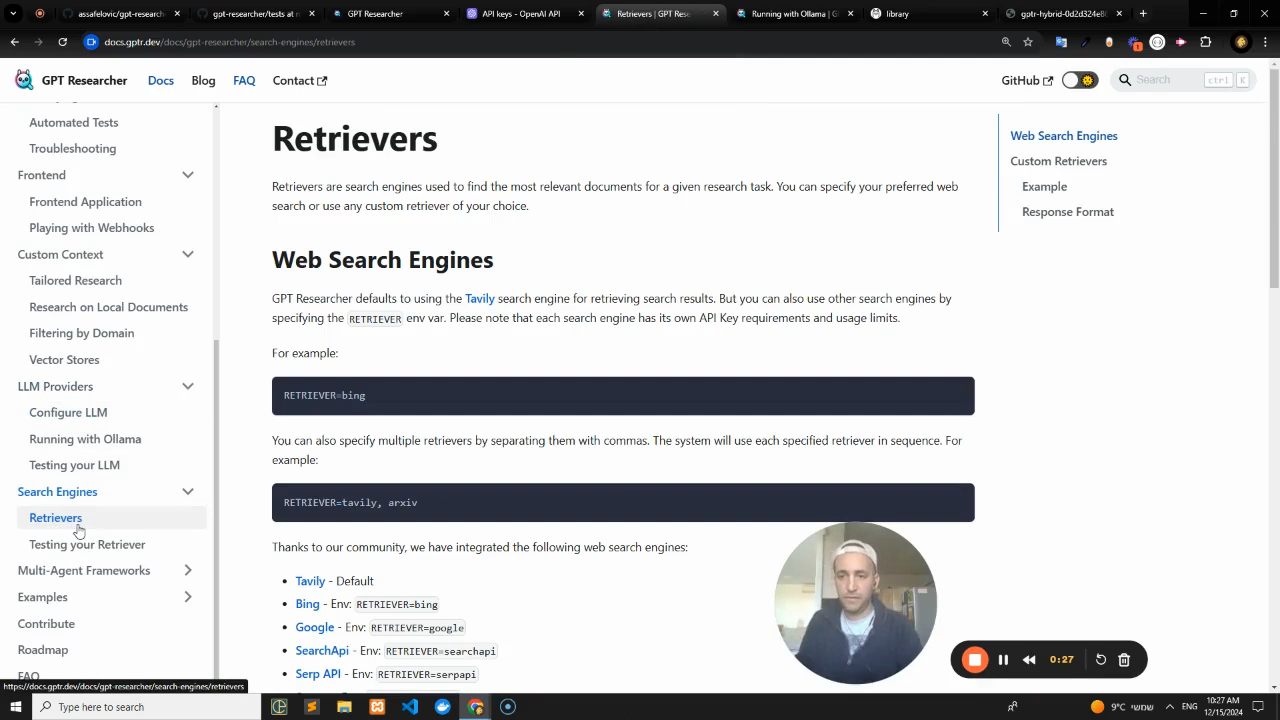 assafelovic/gpt-research
gpt-researcher/tests at n
GPT Researcher
API keys - OpenAI API
Retrievers | GPT Rese
Running with Ollama | G
library
docs.gptr.dev/docs/gpt-researcher/search-engines/retrievers
GPT Researcher
Docs
Blog
FAQ
Contact
GitHub
Search
ctrl
K
Automated Tests
Troubleshooting
Frontend
Frontend Application
Playing with Webhooks
Custom Context
Tailored Research
Research on Local Documents
Filtering by Domain
Vector Stores
LLM Providers
Configure LLM
Running with Ollama
Testing your LLM
Search Engines
Retrievers
Testing your Retriever
Multi-Agent Frameworks
Examples
Contribute
Roadmap
FAQ
https://docs.gptr.dev/docs/gpt-researcher/search-engines/retrievers
Retrievers
Retrievers are search engines used to find the most relevant documents for a given research task. You can specify your preferred web
search or use any custom retriever of your choice.
Web Search Engines
GPT Researcher defaults to using the Tavily search engine for retrieving search results. But you can also use other search engines by
specifying the RETRIEVER env var. Please note that each search engine has its own API Key requirements and usage limits.
For example:
RETRIEVER=bing
You can also specify multiple retrievers by separating them with commas. The system will use each specified retriever in sequence. For
example:
RETRIEVER=tavily, arxiv
Thanks to our community, we have integrated the following web search engines:
Tavily - Default
Bing - Env: RETRIEVER=bing
Google - Env: RETRIEVER=google
SearchApi - Env: RETRIEVER=searchapi
Serp API - Env: RETRIEVER=serpapi
Web Search Engines
Custom Retrievers
Example
Response Format
0:27
Type here to search
9°C
שמשי
ENG
10:27 AM
12/15/2024